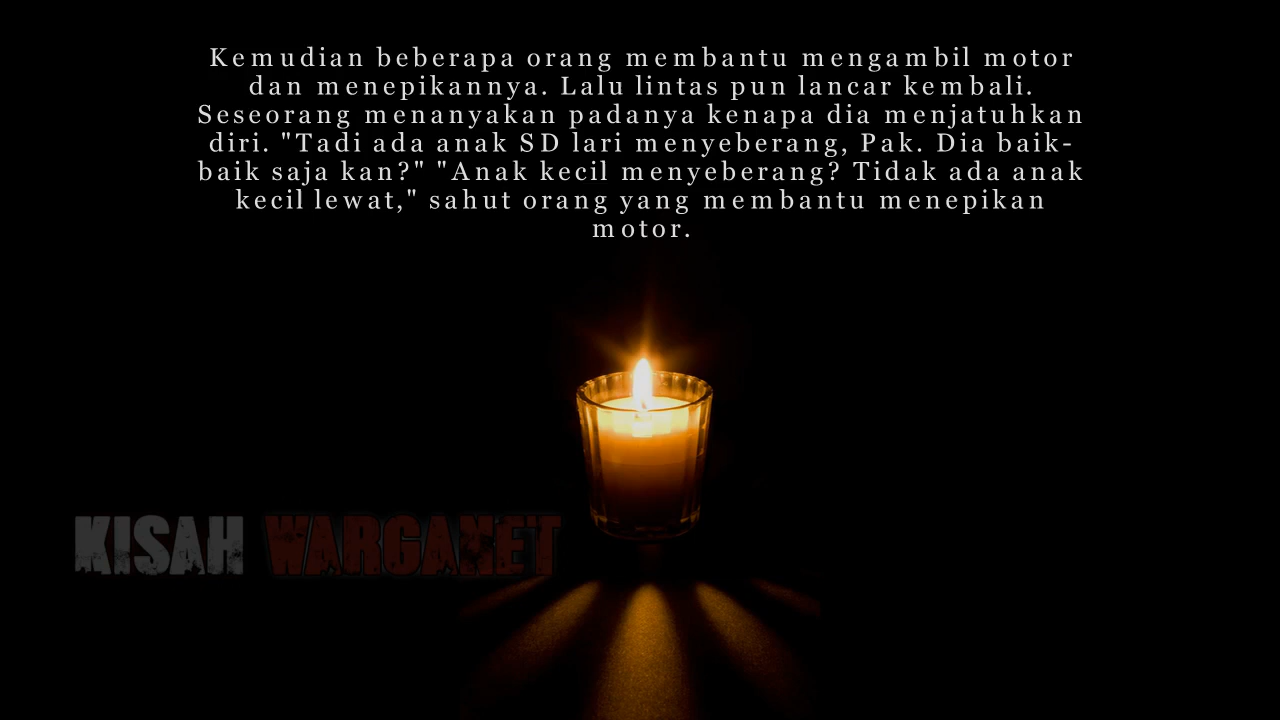 Kemudian beberapa orang membantu mengambil motor
dan menepikannya. Lalu lintas pun lancar kembali.
Seseorang menanyakan padanya kenapa dia menjatuhkan
diri. "Tadi ada anak SD lari menyeberang, Pak. Dia baik-
baik saja kan?" "Anak kecil menyeberang? Tidak ada anak
kecil lewat," sahut orang yang membantu menepikan
motor.
KISAH WARGANET